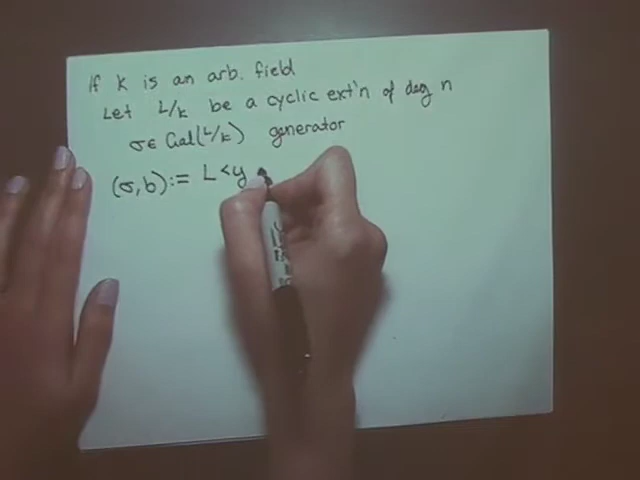 If k is an arb. field
Let L/k be a cyclic ext'n of deg n
σ∈ Gal(L/k) generator
(σ,b):= L<y